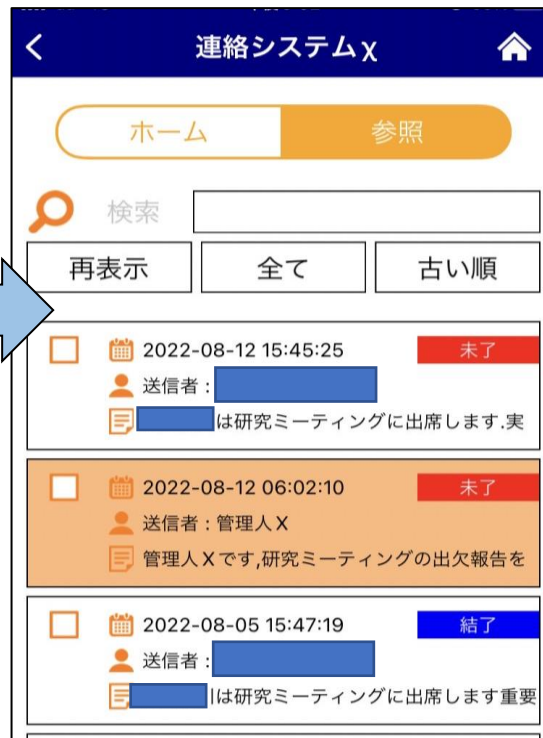 連絡システムχ
ホーム 参照
検索
再表示 全て 古い順
2022-08-12 15:45:25 未了
送信者:
は研究ミーティングに出席します.実
2022-08-12 06:02:10 未了
送信者:管理人X
管理人Xです,研究ミーティングの出欠報告を
2022-08-05 15:47:19 結了
送信者:
は研究ミーティングに出席します重要